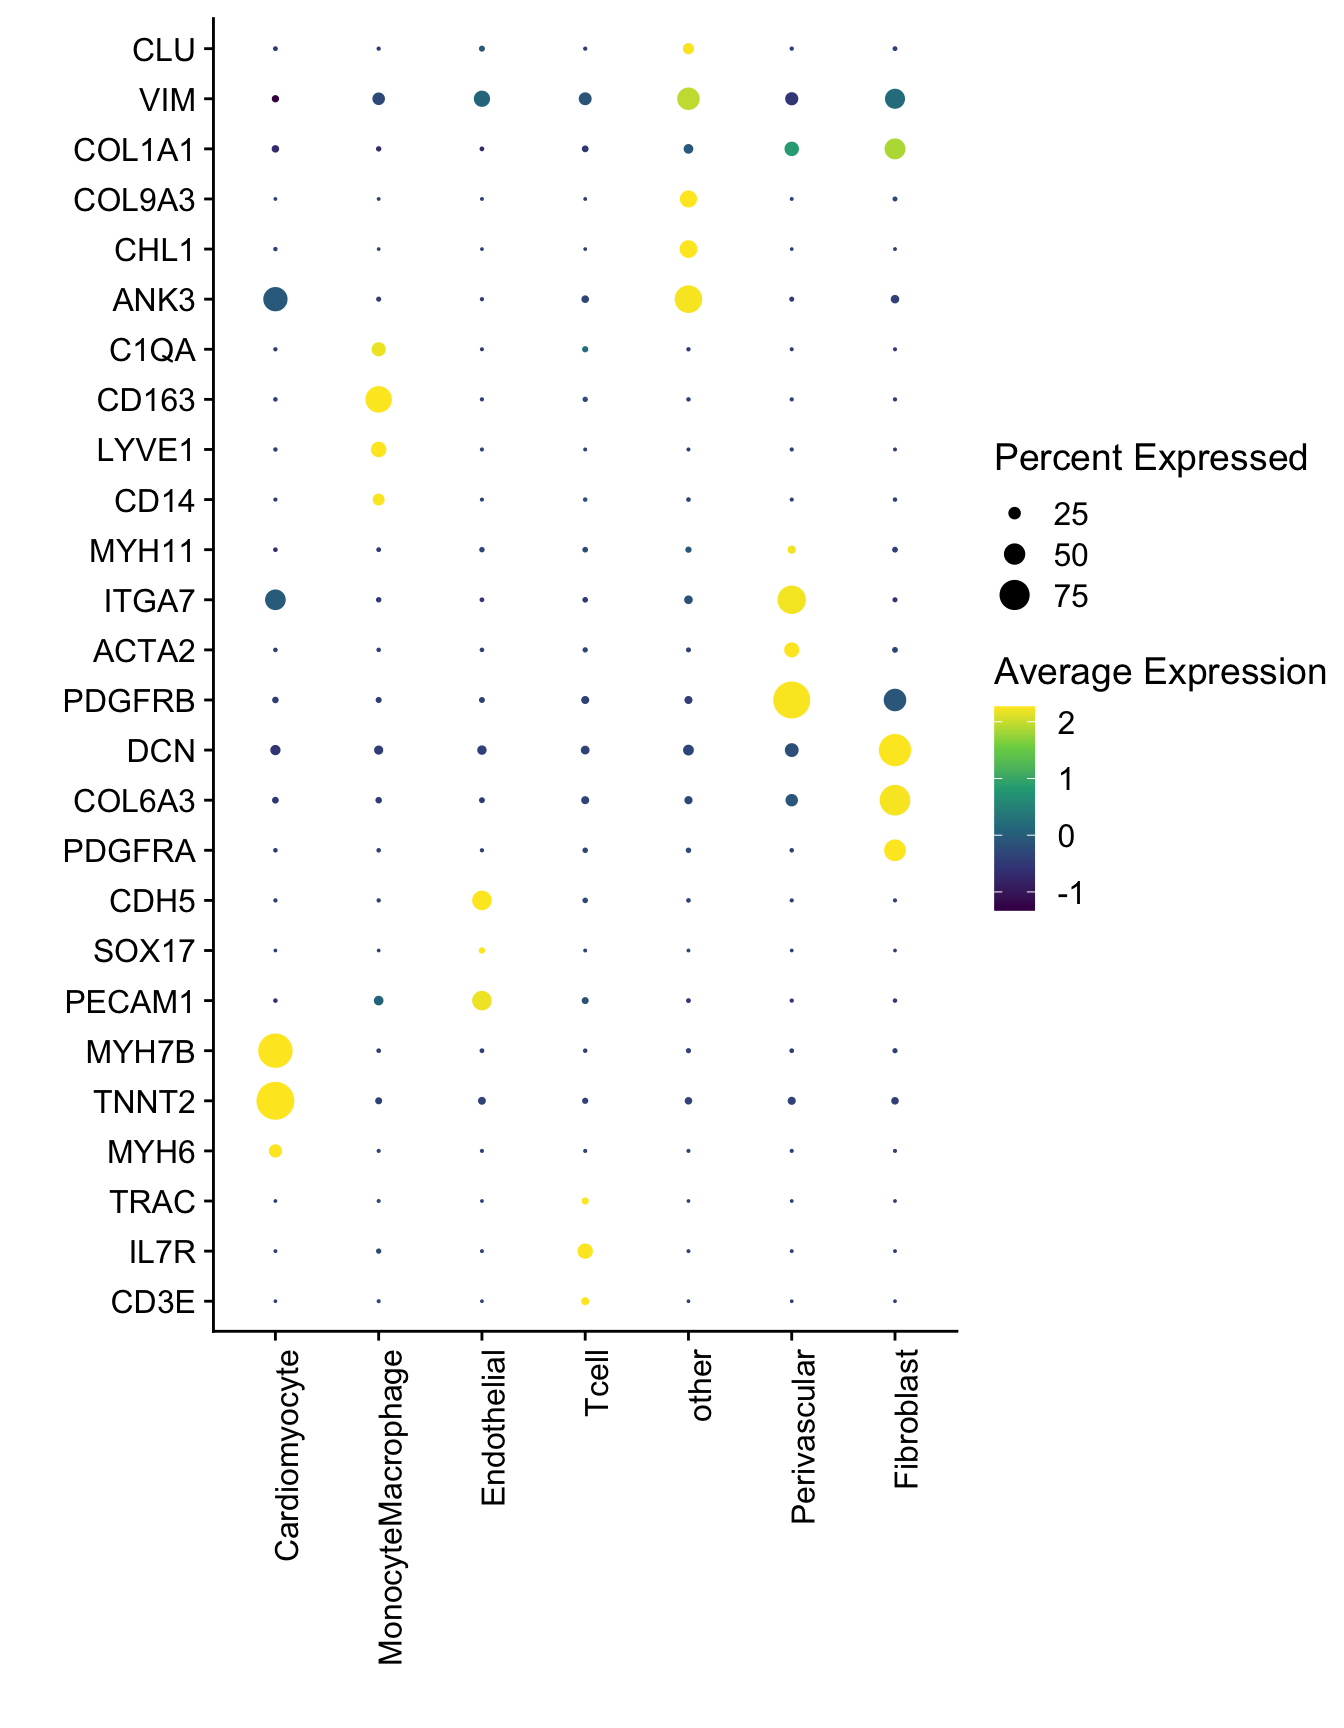 CLU
VIM
COL1A1
COL9A3
CHL1
ANK3
C1QA
CD163
LYVE1
CD14
MYH11
ITGA7
ACTA2
PDGFRB
DCN
COL6A3
PDGFRA
CDH5
SOX17
PECAM1
MYH7B
TNNT2
MYH6
TRAC
IL7R
CD3E
Cardiomyocyte
MonocyteMacrophage
Endothelial
Tcell
other
Perivascular
Fibroblast
Percent Expressed
25
50
75
Average Expression
2
1
0
-1